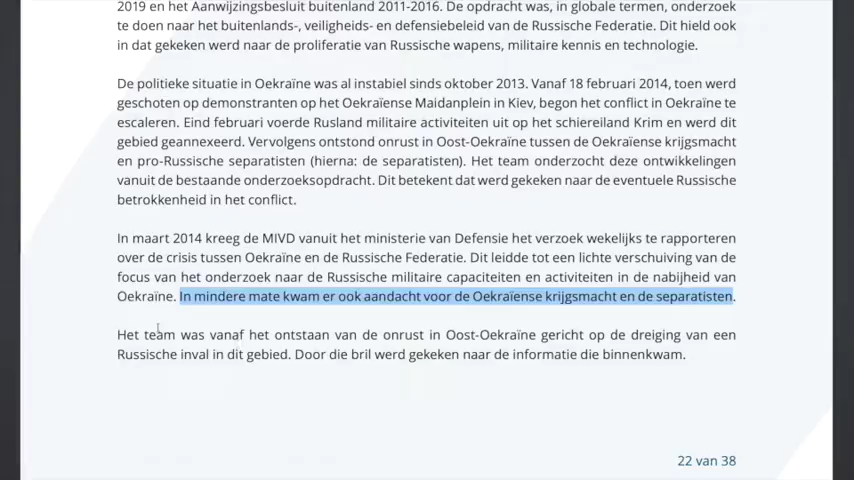 2019 en het Aanwijzingsbesluit buitenland 2011-2016. De opdracht was, in globale termen, onderzoek
te doen naar het buitenlands-, veiligheids- en defensiebeleid van de Russische Federatie. Dit hield ook
in dat gekeken werd naar de proliferatie van Russische wapens, militaire kennis en technologie.
De politieke situatie in Oekraïne was al instabiel sinds oktober 2013. Vanaf 18 februari 2014, toen werd
geschoten op demonstranten op het Oekraïense Maidanplein in Kiev, begon het conflict in Oekraïne te
escaleren. Eind februari voerde Rusland militaire activiteiten uit op het schiereiland Krim en werd dit
gebied geannexeerd. Vervolgens ontstond onrust in Oost-Oekraïne tussen de Oekraïense krijgsmacht
en pro-Russische separatisten (hierna: de separatisten). Het team onderzocht deze ontwikkelingen
vanuit de bestaande onderzoeksopdracht. Dit betekent dat werd gekeken naar de eventuele Russische
betrokkenheid in het conflict.
In maart 2014 kreeg de MIVD vanuit het ministerie van Defensie het verzoek wekelijks te rapporteren
over de crisis tussen Oekraïne en de Russische Federatie. Dit leidde tot een lichte verschuiving van de
focus van het onderzoek naar de Russische militaire capaciteiten en activiteiten in de nabijheid van
Oekraïne. In mindere mate kwam er ook aandacht voor de Oekraïense krijgsmacht en de separatisten.
Het team was vanaf het ontstaan van de onrust in Oost-Oekraïne gericht op de dreiging van een
Russische inval in dit gebied. Door die bril werd gekeken naar de informatie die binnenkwam.
22 van 38